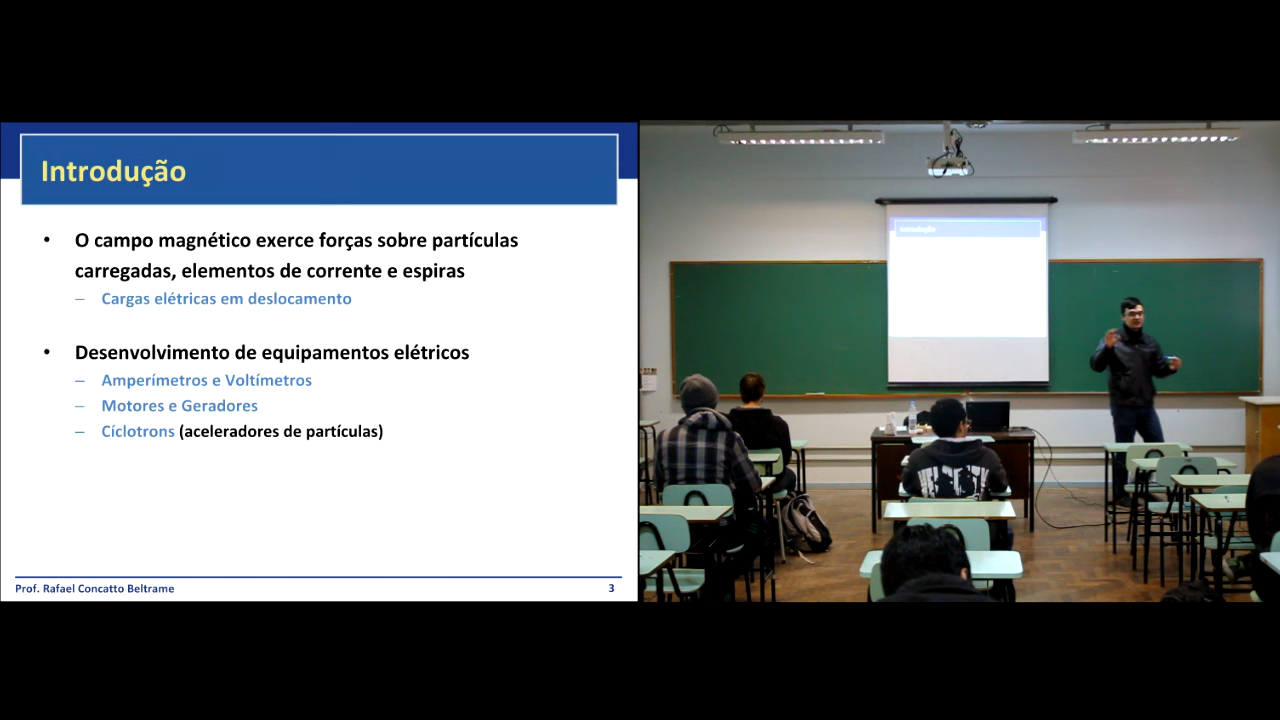 Introdução
• O campo magnético exerce forças sobre partículas
carregadas, elementos de corrente e espiras
– Cargas elétricas em deslocamento
• Desenvolvimento de equipamentos elétricos
– Amperímetros e Voltímetros
– Motores e Geradores
– Cíclotrons (aceleradores de partículas)
Prof. Rafael Concatto Beltrame 3
Introdução